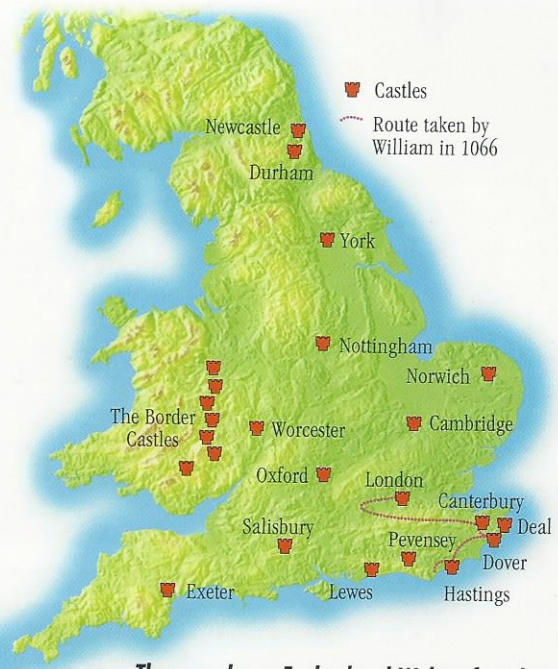 Castles
Route taken by
William in 1066
Newcastle
Durham
York
Nottingham
Norwich
The Border
Castles
Worcester
Cambridge
Oxford
London
Canterbury
Deal
Salisbury
Pevensey
Dover
Exeter
Lewes
Hastings